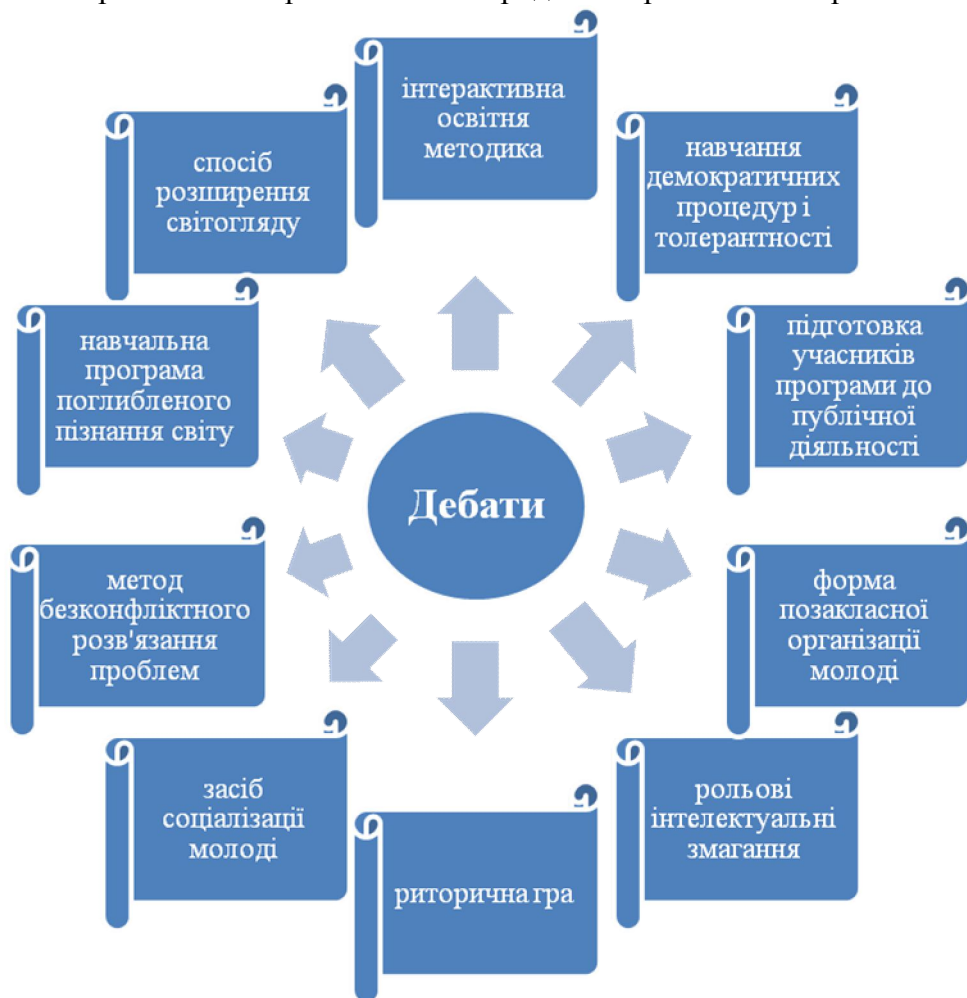 інтерактивна
освітня
методика
навчання
демократичних
процедур і
толерантності
підготовка
учасників
програми до
публічної
діяльності
форма
позакласної
організації
молоді
рольові
інтелектуальні
змагання
риторична гра
засіб
соціалізації
молоді
метод
безконфліктного
розв'язання
проблем
навчальна
програма
поглибленого
пізнання світу
спосіб
розширення
світогляду
Дебати